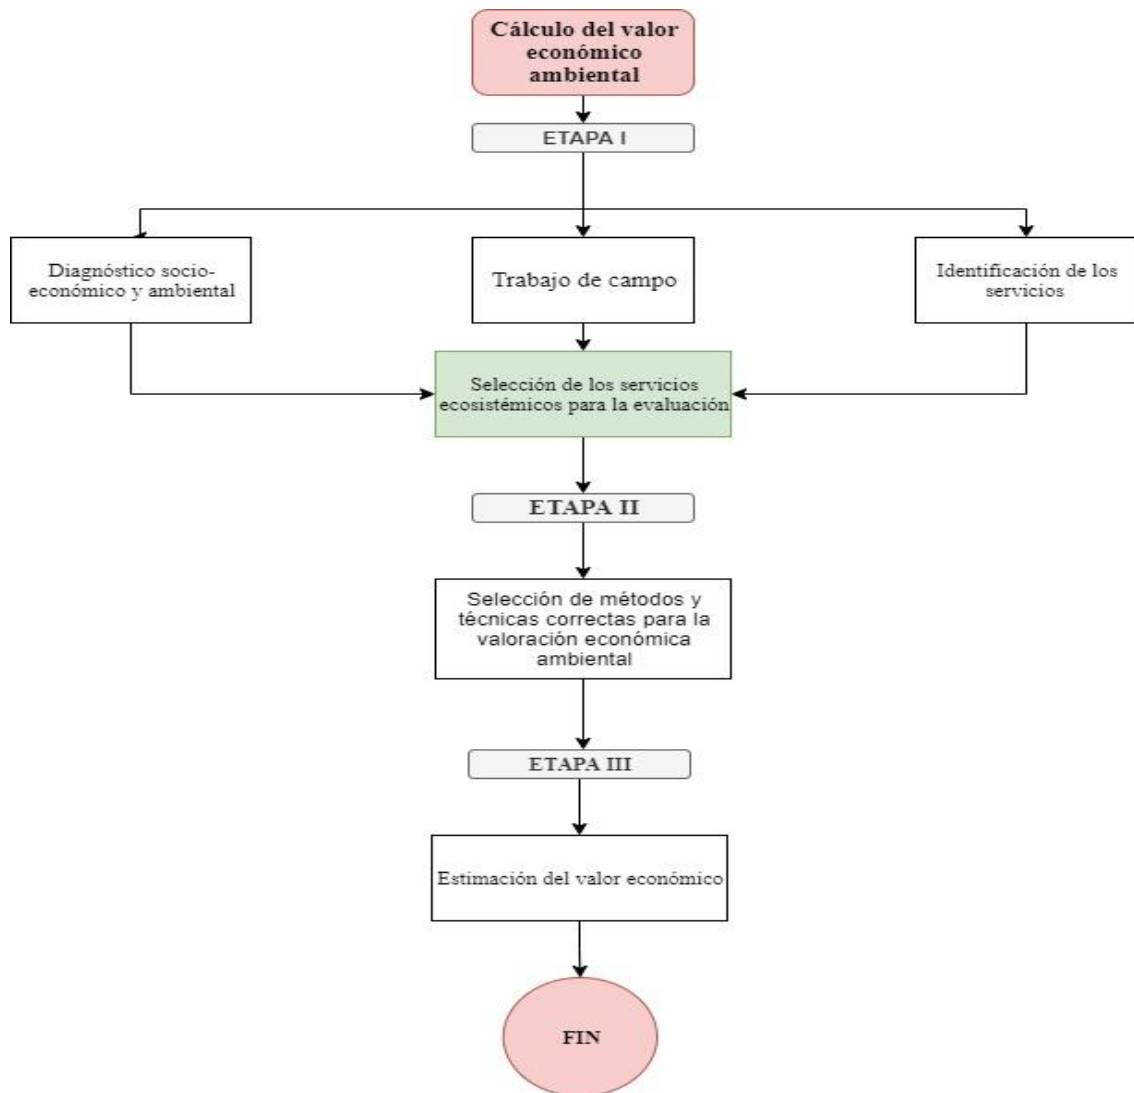 Cálculo del valor
económico
ambiental
ETAPA I
Diagnóstico socio-
económico y ambiental
Trabajo de campo
Identificación de los
servicios
Selección de los servicios
ecosistémicos para la evaluación
ETAPA II
Selección de métodos y
técnicas correctas para la
valoración económica
ambiental
ETAPA III
Estimación del valor económico
FIN